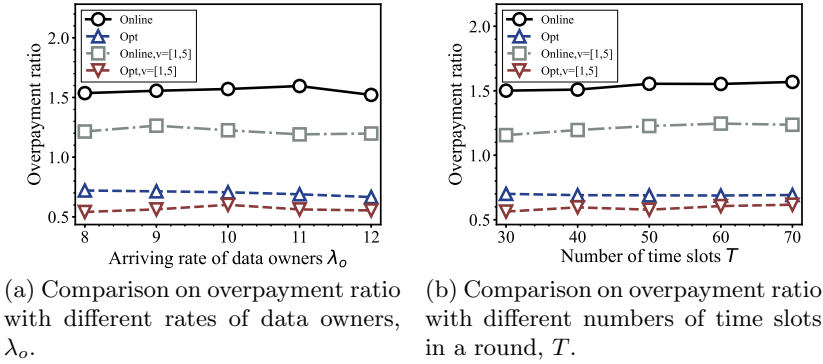 Online
Opt
Online,v=[1,5]
Opt,v=[1,5]
Overpayment ratio
2.0
1.5
1.0
0.5
8 9 10 11 12
Arriving rate of data owners λo
(a) Comparison on overpayment ratio
with different rates of data owners,
λo.
Online
Opt
Online,v=[1,5]
Opt,v=[1,5]
Overpayment ratio
2.0
1.5
1.0
0.5
30 40 50 60 70
Number of time slots T
(b) Comparison on overpayment ratio
with different numbers of time slots
in a round, T.